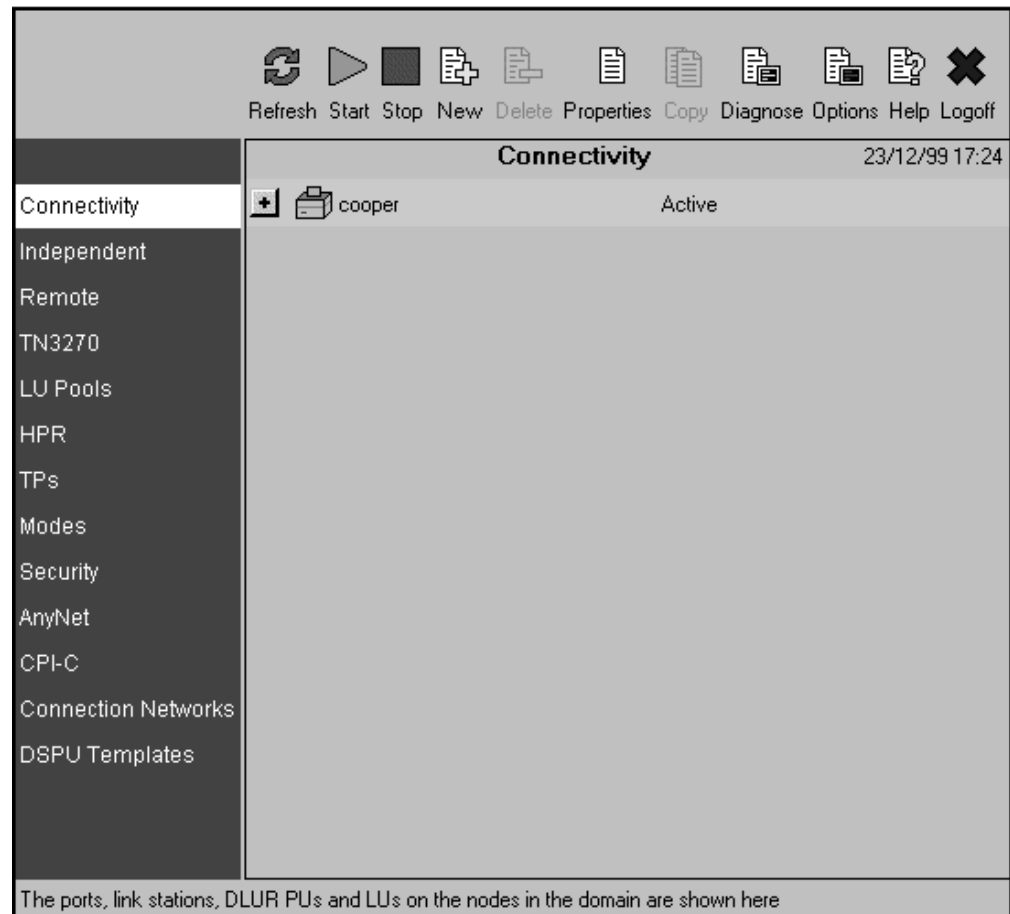 Refresh Start Stop New Delete Properties Copy Diagnose Options Help Logoff
Connectivity 23/12/99 17:24
Connectivity
cooper Active
Independent
Remote
TN3270
LU Pools
HPR
TPs
Modes
Security
AnyNet
CPI-C
Connection Networks
DSPU Templates
The ports, link stations, DLUR PUs and LUs on the nodes in the domain are shown here